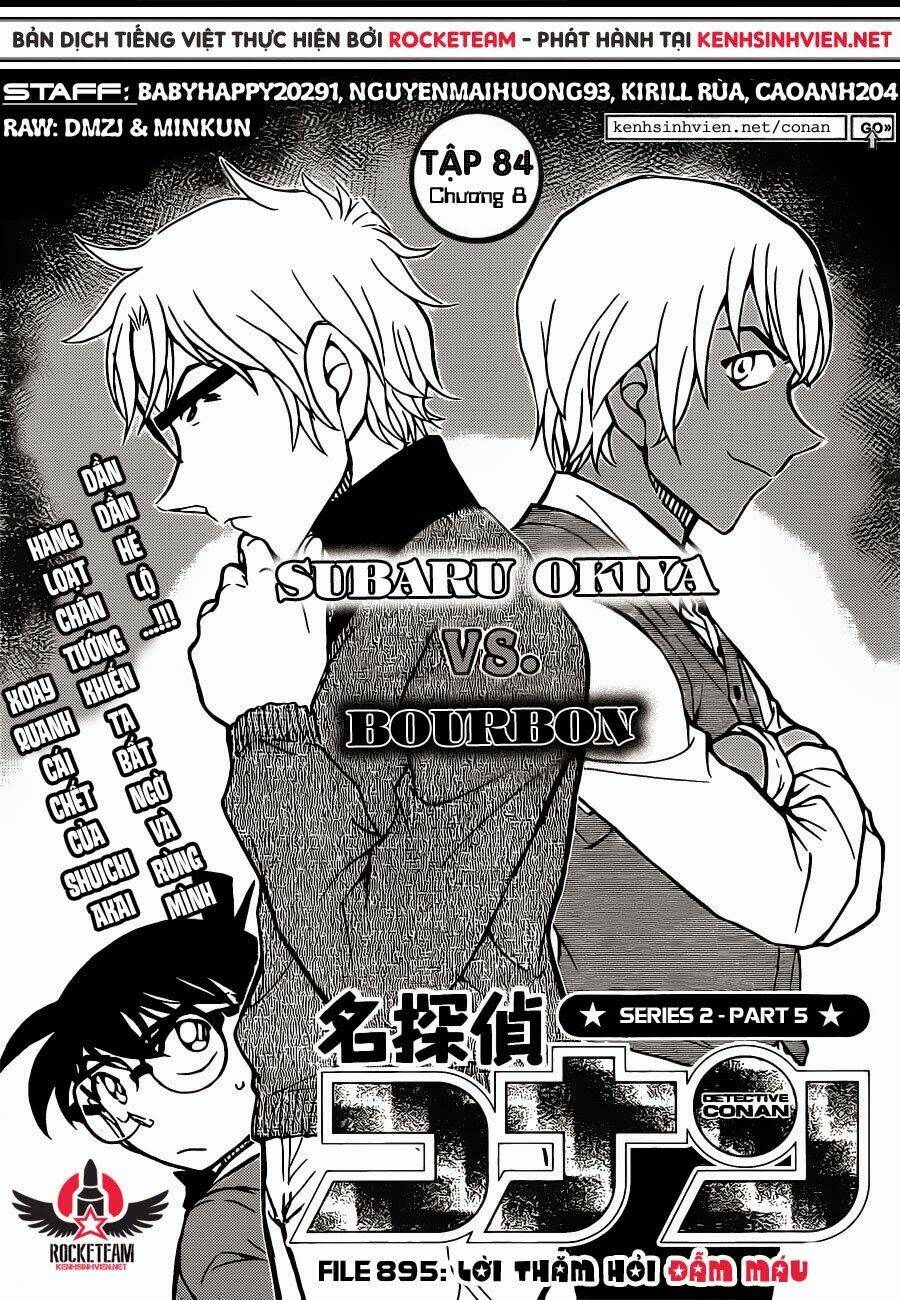 BẢN DỊCH TIẾNG VIỆT THỰC HIỆN BỞI ROCKETEAM - PHÁT HÀNH TẠI KENHSINHVIEN.NET
STAFF: BABYHAPPY20291, NGUYENMAIHUONG93, KIRILL RÙA, CAOANH204
RAW: DMZJ & MINKUN
kenhsinhvien.net/conan GO»
TẬP 84
Chương 8
HÀNG LOẠT CHÂN TƯỚNG KHIẾN TA BẤT NGỜ VÀ RÙNG MÌNH
XOAY QUANH CÁI CHẾT CỦA SHUICHI AKAI
DẦN DẦN HÉ LỘ ...!!!
SUBARU OKIYA
VS.
BOURBON
名探偵
★ SERIES 2 - PART 5 ★
コナン
DETECTIVE
CONAN
ROCKETEAM
KENHSINHVIEN.NET
FILE 895: LỜI THĂM HỎI ĐẪM MÁU